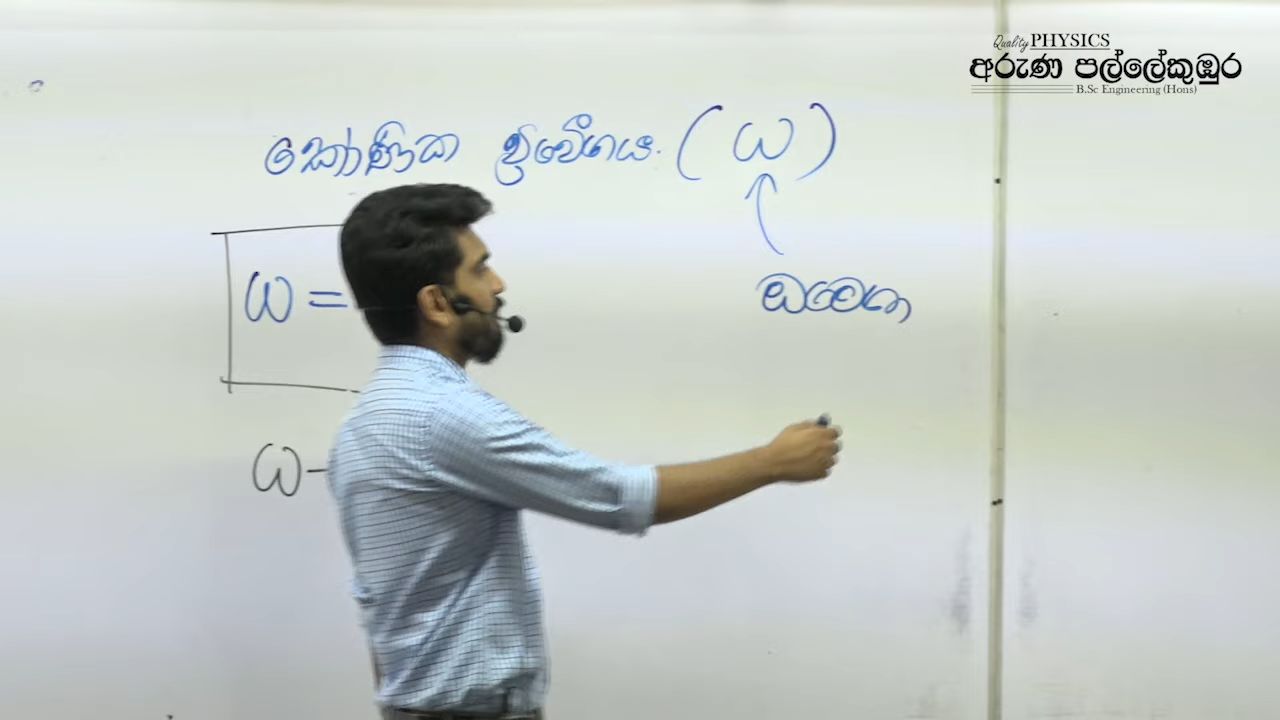 Quality PHYSICS
අරුණ පල්ලේකුඹුර
B.Sc Engineering (Hons)
කෝණික ප්‍රවේගය. (ω)
ඔමෙගා
ω =
ω -